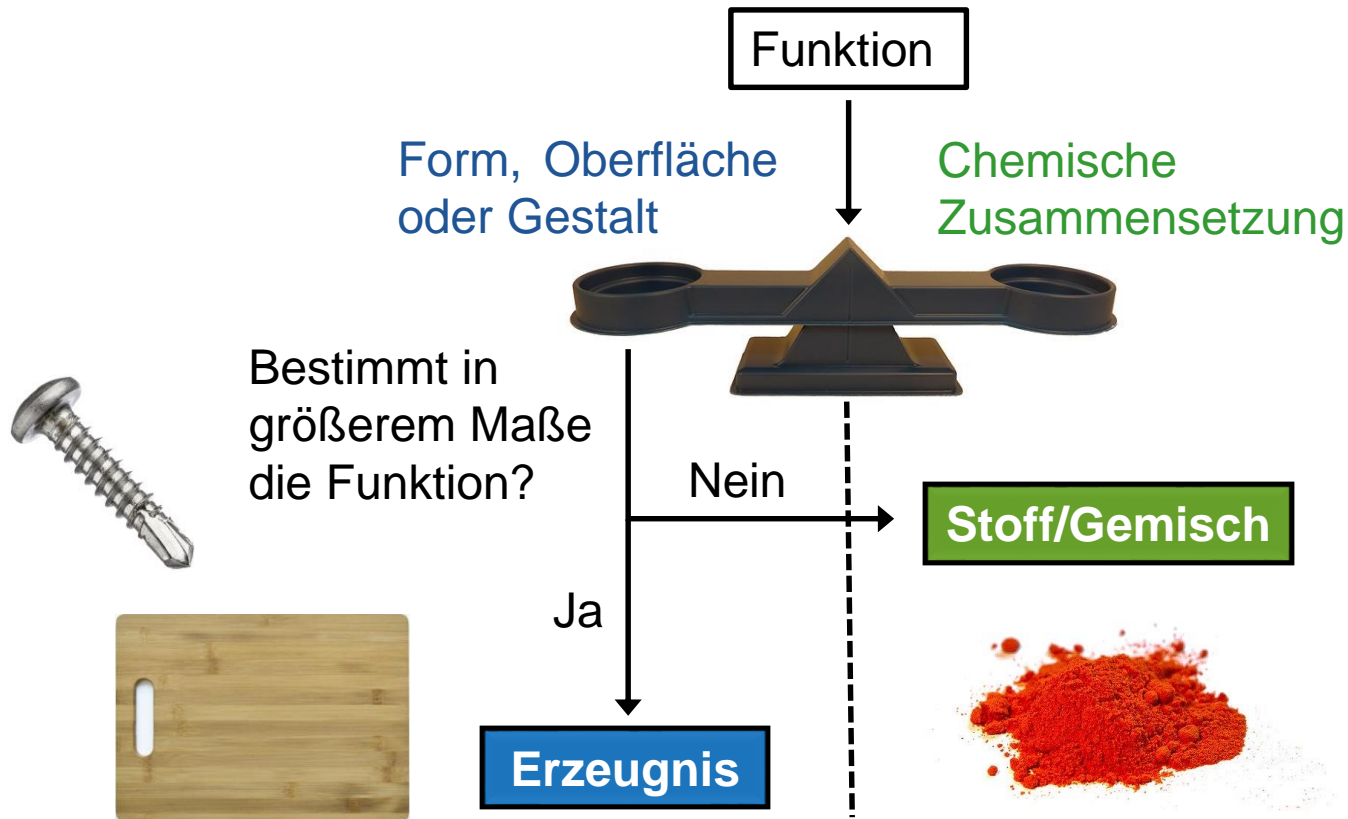 Funktion
Form, Oberfläche
oder Gestalt
Chemische
Zusammensetzung
Bestimmt in
größerem Maße
die Funktion?
Nein
Stoff/Gemisch
Ja
Erzeugnis